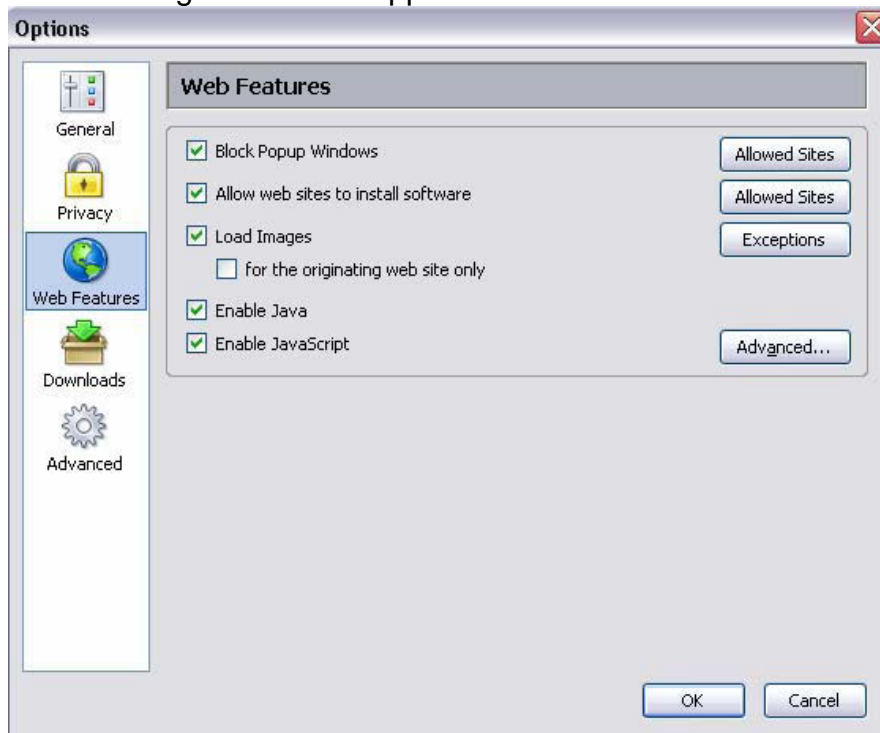 Options
General
Privacy
Web Features
Downloads
Advanced
Web Features
Block Popup Windows
Allowed Sites
Allow web sites to install software
Allowed Sites
Load Images
Exceptions
for the originating web site only
Enable Java
Enable JavaScript
Advanced...
OK
Cancel